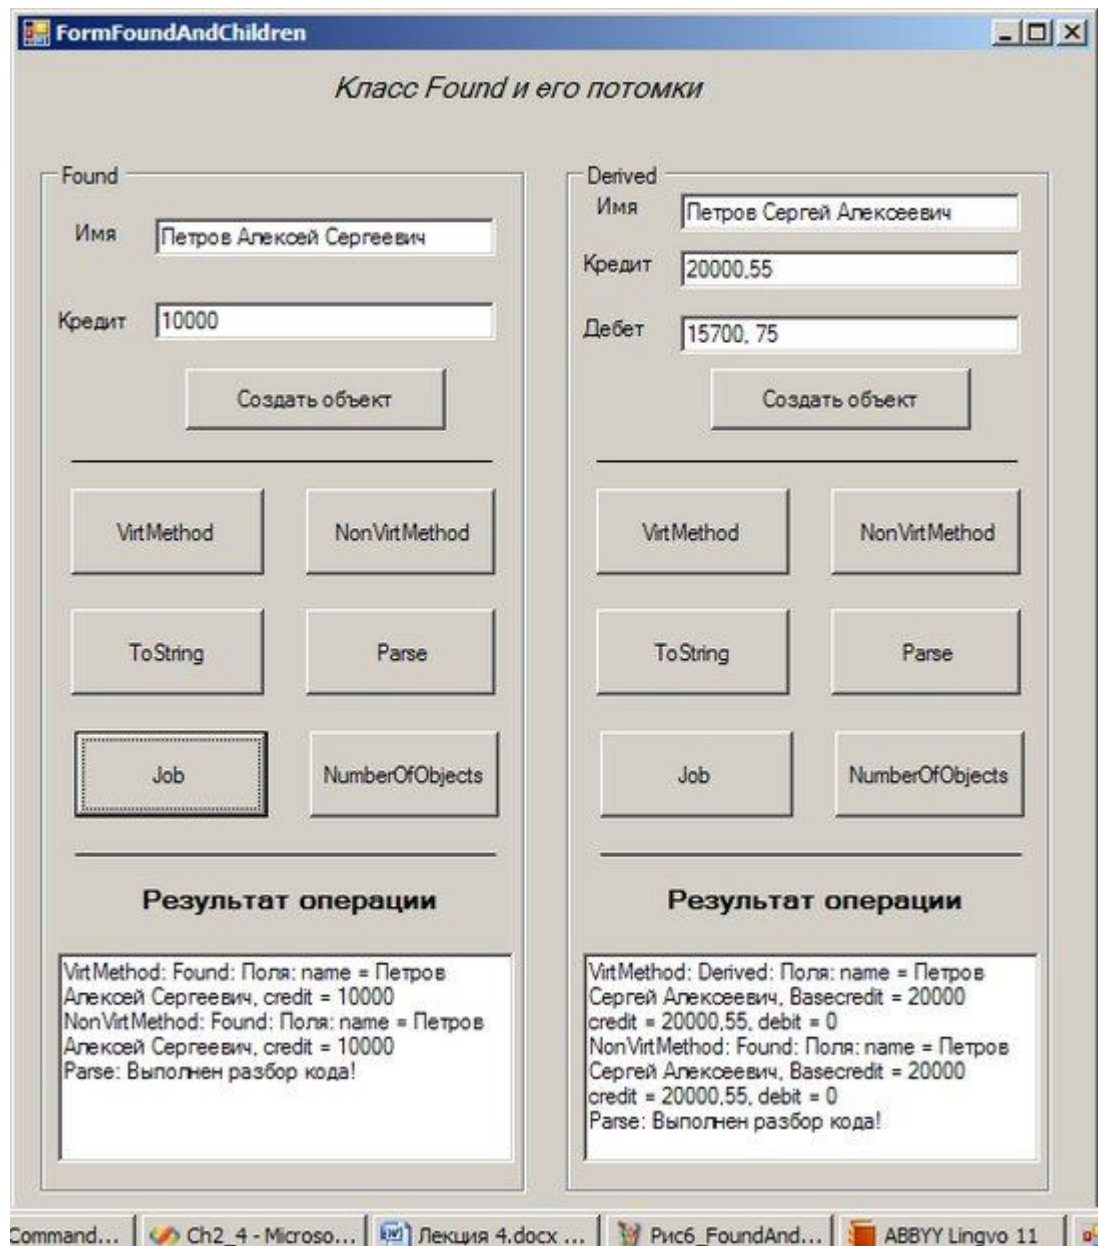 FormFoundAndChildren
Класс Found и его потомки
Found
Имя
Петров Алексей Сергеевич
Кредит
10000
Создать объект
VirtMethod
NonVirtMethod
ToString
Parse
Job
NumberOfObjects
Результат операции
VirtMethod: Found: Поля: name = Петров
Алексей Сергеевич, credit = 10000
NonVirtMethod: Found: Поля: name = Петров
Алексей Сергеевич, credit = 10000
Parse: Выполнен разбор кода!
Derived
Имя
Петров Сергей Алексеевич
Кредит
20000,55
Дебет
15700, 75
Создать объект
VirtMethod
NonVirtMethod
ToString
Parse
Job
NumberOfObjects
Результат операции
VirtMethod: Derived: Поля: name = Петров
Сергей Алексеевич, Basecredit = 20000
credit = 20000,55, debit = 0
NonVirtMethod: Found: Поля: name = Петров
Сергей Алексеевич, Basecredit = 20000
credit = 20000,55, debit = 0
Parse: Выполнен разбор кода!
Command...
Ch2_4 - Microso...
Лекция 4.docx ...
Рис6_FoundAnd...
ABBYY Lingvo 11